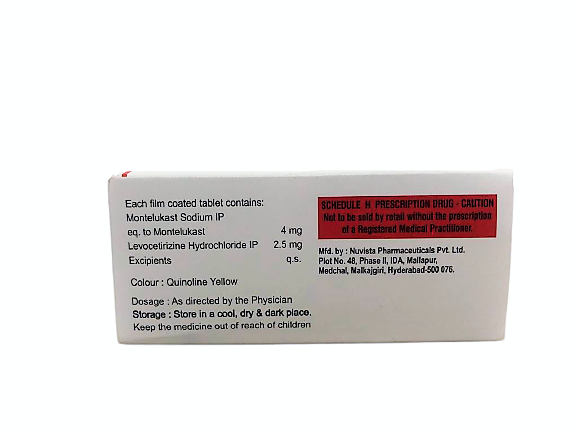 Each film coated tablet contains:
Montelukast Sodium IP
eq. to Montelukast 4 mg
Levocetirizine Hydrochloride IP 2.5 mg
Excipients q.s.
Colour : Quinoline Yellow
Dosage : As directed by the Physician
Storage : Store in a cool, dry & dark place.
Keep the medicine out of reach of children
SCHEDULE H PRESCRIPTION DRUG - CAUTION
Not to be sold by retail without the prescription
of a Registered Medical Practitioner.
Mfd. by : Nuvista Pharmaceuticals Pvt. Ltd.
Plot No. 48, Phase II, IDA, Mallapur,
Medchal, Malkajgiri, Hyderabad-500 076.